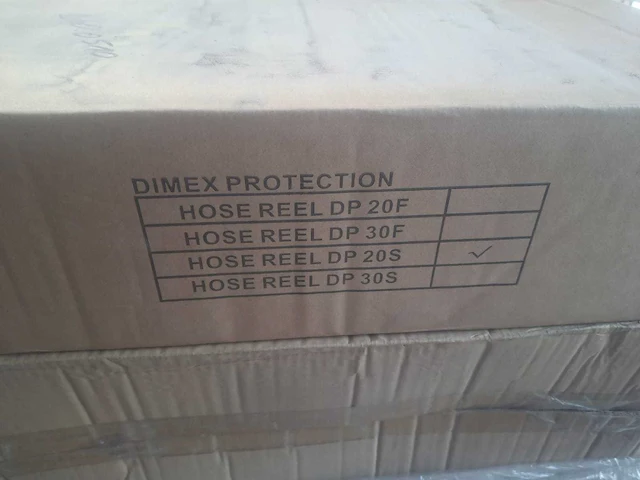 DIMEX PROTECTION
HOSE REEL DP 20F
HOSE REEL DP 30F
HOSE REEL DP 20S ✓
HOSE REEL DP 30S